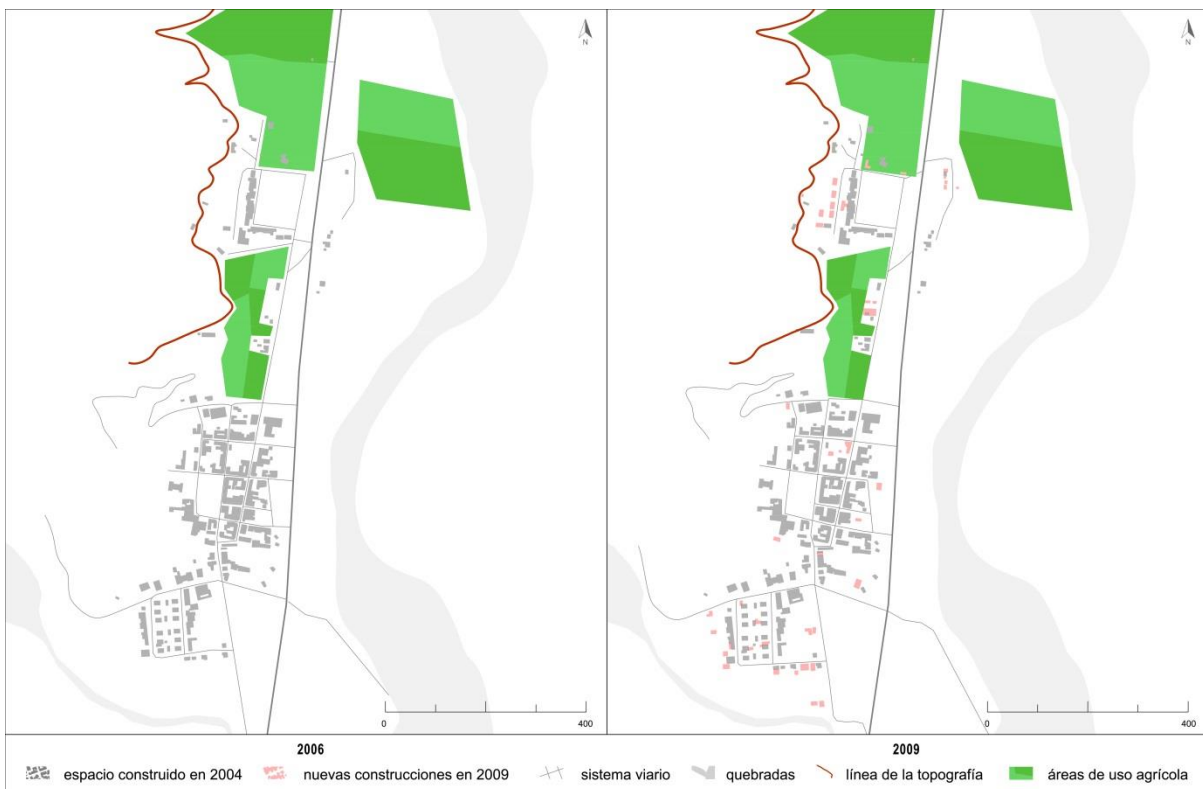 N
N
0 400
0 400
2006
2009
espacio construido en 2004
nuevas construcciones en 2009
sistema viario
quebradas
línea de la topografía
áreas de uso agrícola